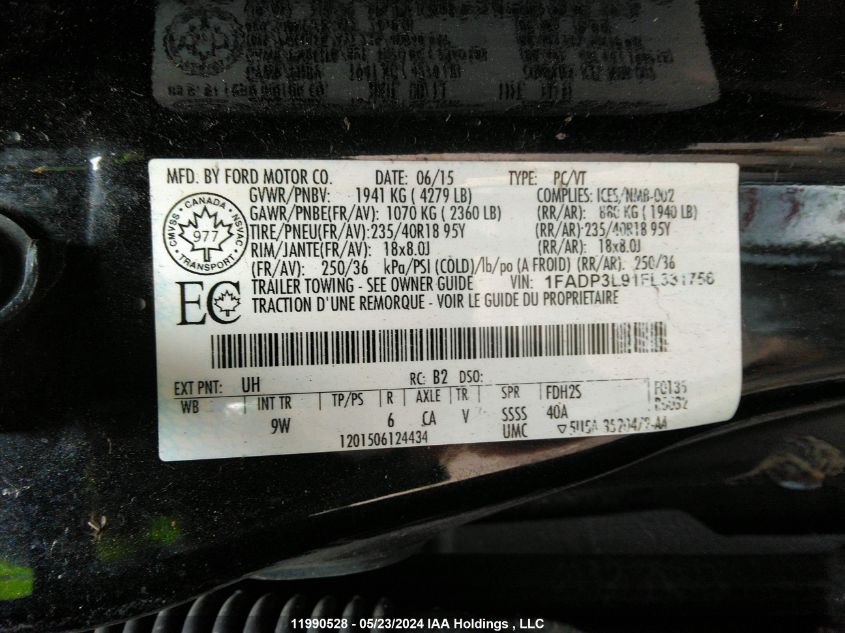 MFD. BY FORD MOTOR CO. DATE: 06/15 TYPE: PC/VT
GVWR/PNBV: 1941 KG ( 4279 LB) COMPLIES: ICES/NMB-002
GAWR/PNBE(FR/AV): 1070 KG ( 2360 LB) (RR/AR): 880 KG ( 1940 LB)
TIRE/PNEU(FR/AV): 235/40R18 95Y (RR/AR): 235/40R18 95Y
RIM/JANTE(FR/AV): 18x8.0J (RR/AR): 18x8.0J
(FR/AV): 250/36 kPa/PSI (COLD)/lb/po (A FROID) (RR/AR): 250/36
TRAILER TOWING - SEE OWNER GUIDE VIN: 1FADP3L91FL331756
TRACTION D'UNE REMORQUE - VOIR LE GUIDE DU PROPRIETAIRE
CANADA
CMVSS NSVAC
977
TRANSPORT
EC
EXT PNT: UH RC: B2 DSO:
WB INT TR TP/PS R AXLE TR SPR FDH2S F0135
9W 6 CA V SSSS 40A
1201506124434 UMC
11990528 - 05/23/2024 IAA Holdings , LLC